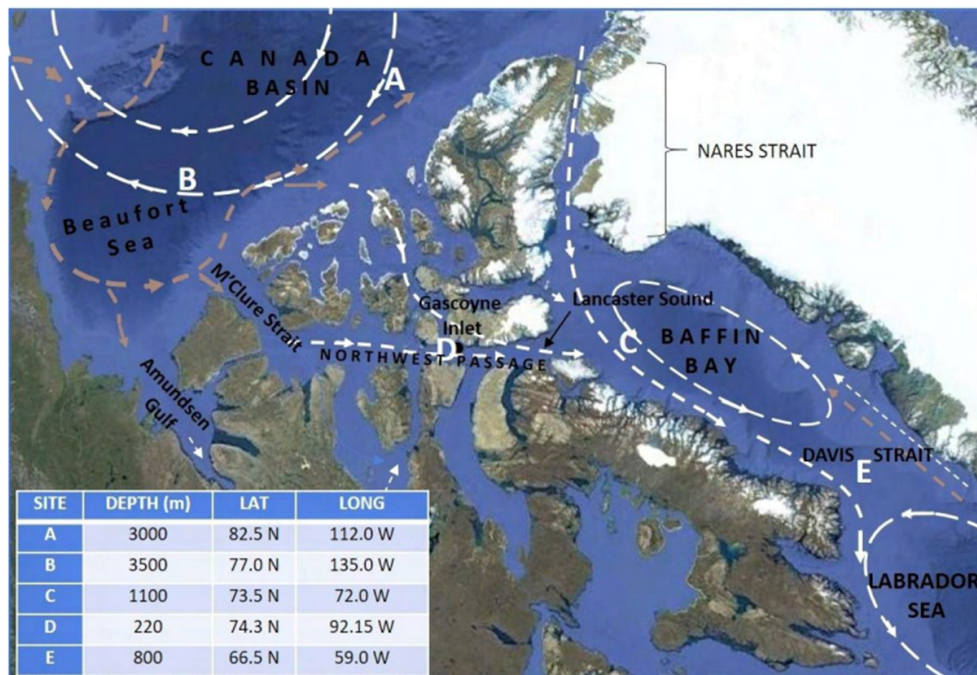 C A N A D A
BASIN
A
B
Beaufort
Sea
NARES STRAIT
M'Clure Strait
Gascoyne
Inlet
D
Lancaster Sound
NORTHWEST PASSAGE
C
BAFFIN
BAY
Amundsen
Gulf
DAVIS STRAIT
E
LABRADOR
SEA
SITE DEPTH (m) LAT LONG
A 3000 82.5 N 112.0 W
B 3500 77.0 N 135.0 W
C 1100 73.5 N 72.0 W
D 220 74.3 N 92.15 W
E 800 66.5 N 59.0 W